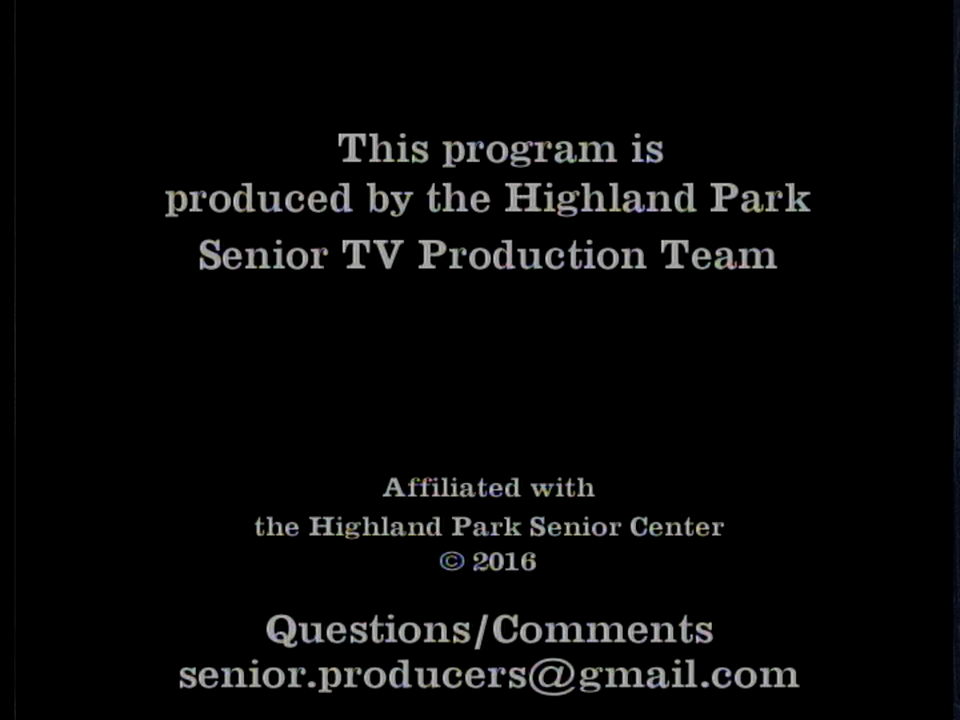 This program is
produced by the Highland Park
Senior TV Production Team
Affiliated with
the Highland Park Senior Center
© 2016
Questions/Comments
senior.producers@gmail.com